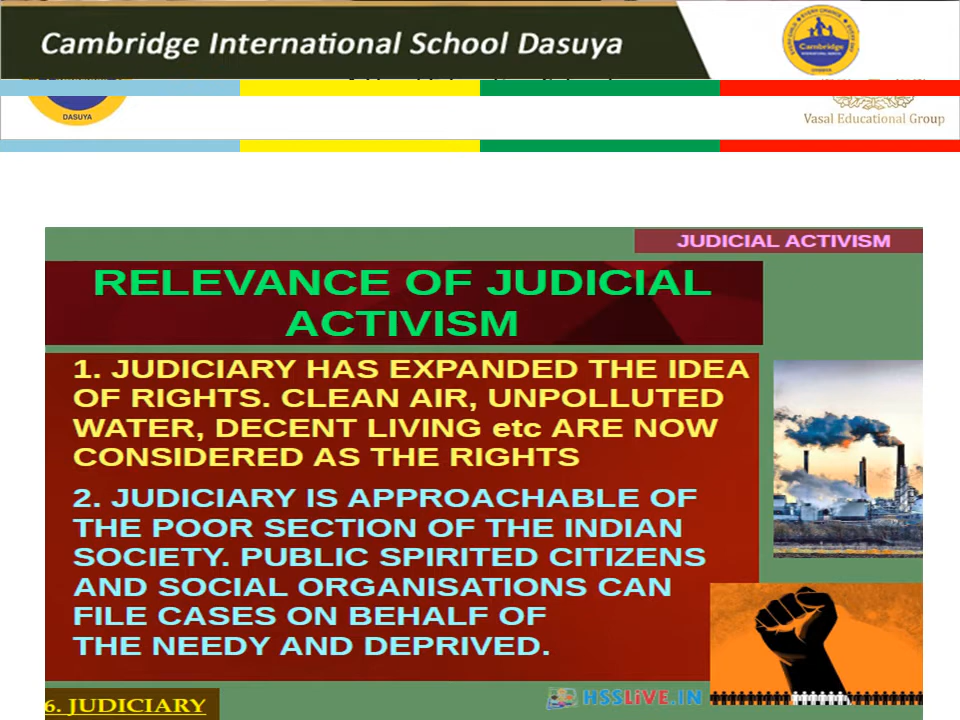 Cambridge International School Dasuya
Cambridge
DASUYA
Vasal Educational Group
JUDICIAL ACTIVISM
RELEVANCE OF JUDICIAL
ACTIVISM
1. JUDICIARY HAS EXPANDED THE IDEA
OF RIGHTS. CLEAN AIR, UNPOLLUTED
WATER, DECENT LIVING etc ARE NOW
CONSIDERED AS THE RIGHTS
2. JUDICIARY IS APPROACHABLE OF
THE POOR SECTION OF THE INDIAN
SOCIETY. PUBLIC SPIRITED CITIZENS
AND SOCIAL ORGANISATIONS CAN
FILE CASES ON BEHALF OF
THE NEEDY AND DEPRIVED.
6. JUDICIARY
HSSLiVE.IN